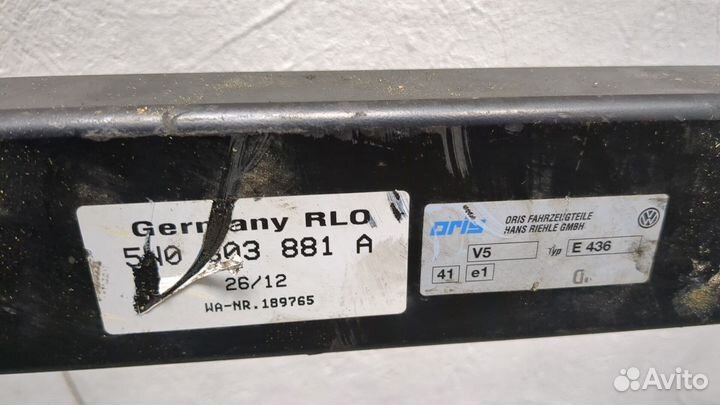 Germany RLO
5N0 803 881 A
26/12
WA-NR.189765
ORIS
ORIS FAHRZEUGTEILE
HANS RIEHLE GMBH
V5 Typ E 436
41 e1
Avito